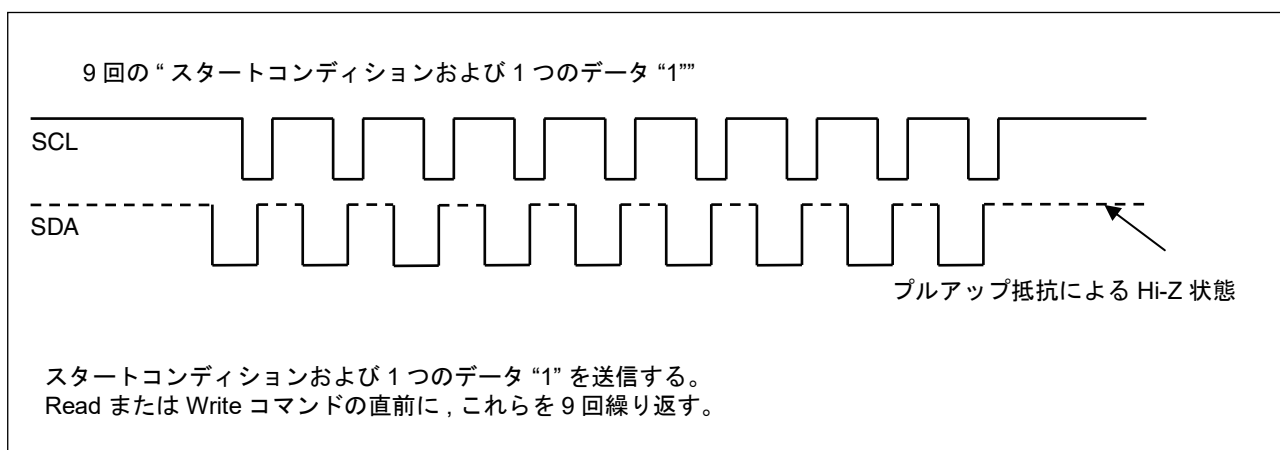 9 回の “ スタートコンディションおよび 1 つのデータ “1””
SCL
SDA
プルアップ抵抗による Hi-Z 状態
スタートコンディションおよび 1 つのデータ “1” を送信する。
Read または Write コマンドの直前に , これらを 9 回繰り返す。